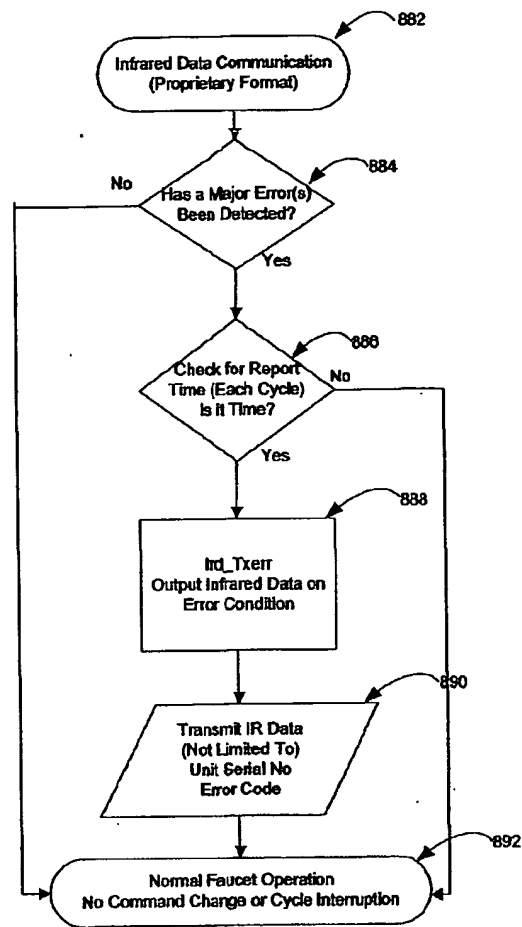 882
Infrared Data Communication
(Proprietary Format)
884
No
Has a Major Error(s)
Been Detected?
Yes
886
Check for Report
Time (Each Cycle)
Is It Time?
No
Yes
888
Ird_Txerr
Output Infrared Data on
Error Condition
890
Transmit IR Data
(Not Limited To)
Unit Serial No
Error Code
892
Normal Faucet Operation
No Command Change or Cycle Interruption